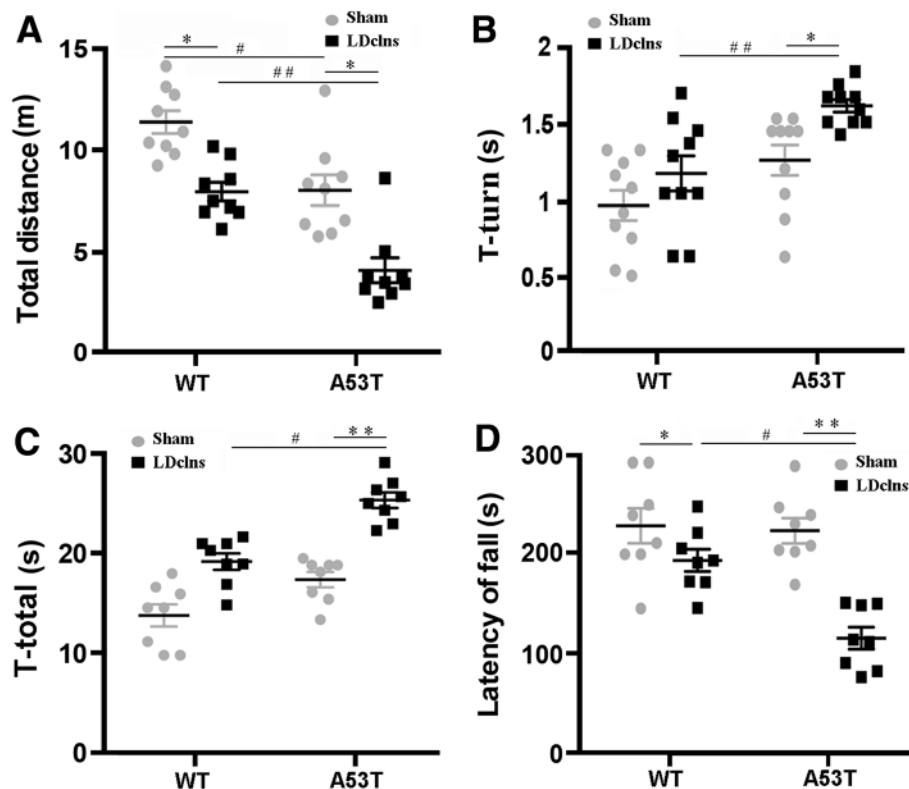 A
Sham
LDclns
*
#
*
##
Total distance (m)
15
10
5
0
WT
A53T
B
Sham
LDclns
##
*
T-turn (s)
2
1.5
1
0.5
0
WT
A53T
C
Sham
LDclns
#
**
T-total (s)
30
20
10
0
WT
A53T
D
Sham
LDclns
*
#
**
Latency of fall (s)
300
200
100
0
WT
A53T